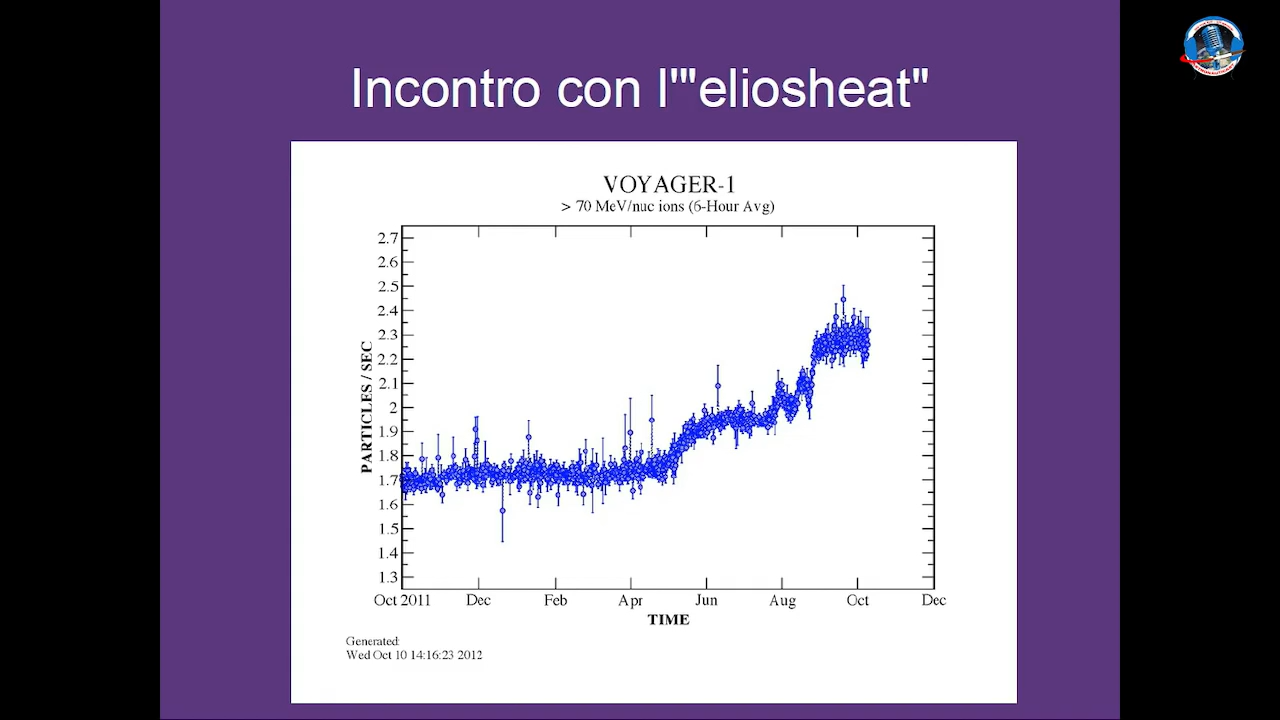 Incontro con l'"eliosheat"
VOYAGER-1
> 70 MeV/nuc ions (6-Hour Avg)
2.7
2.6
2.5
2.4
2.3
2.2
2.1
2
1.9
1.8
1.7
1.6
1.5
1.4
1.3
PARTICLES / SEC
Oct 2011 Dec Feb Apr Jun Aug Oct Dec
TIME
Generated:
Wed Oct 10 14:16:23 2012